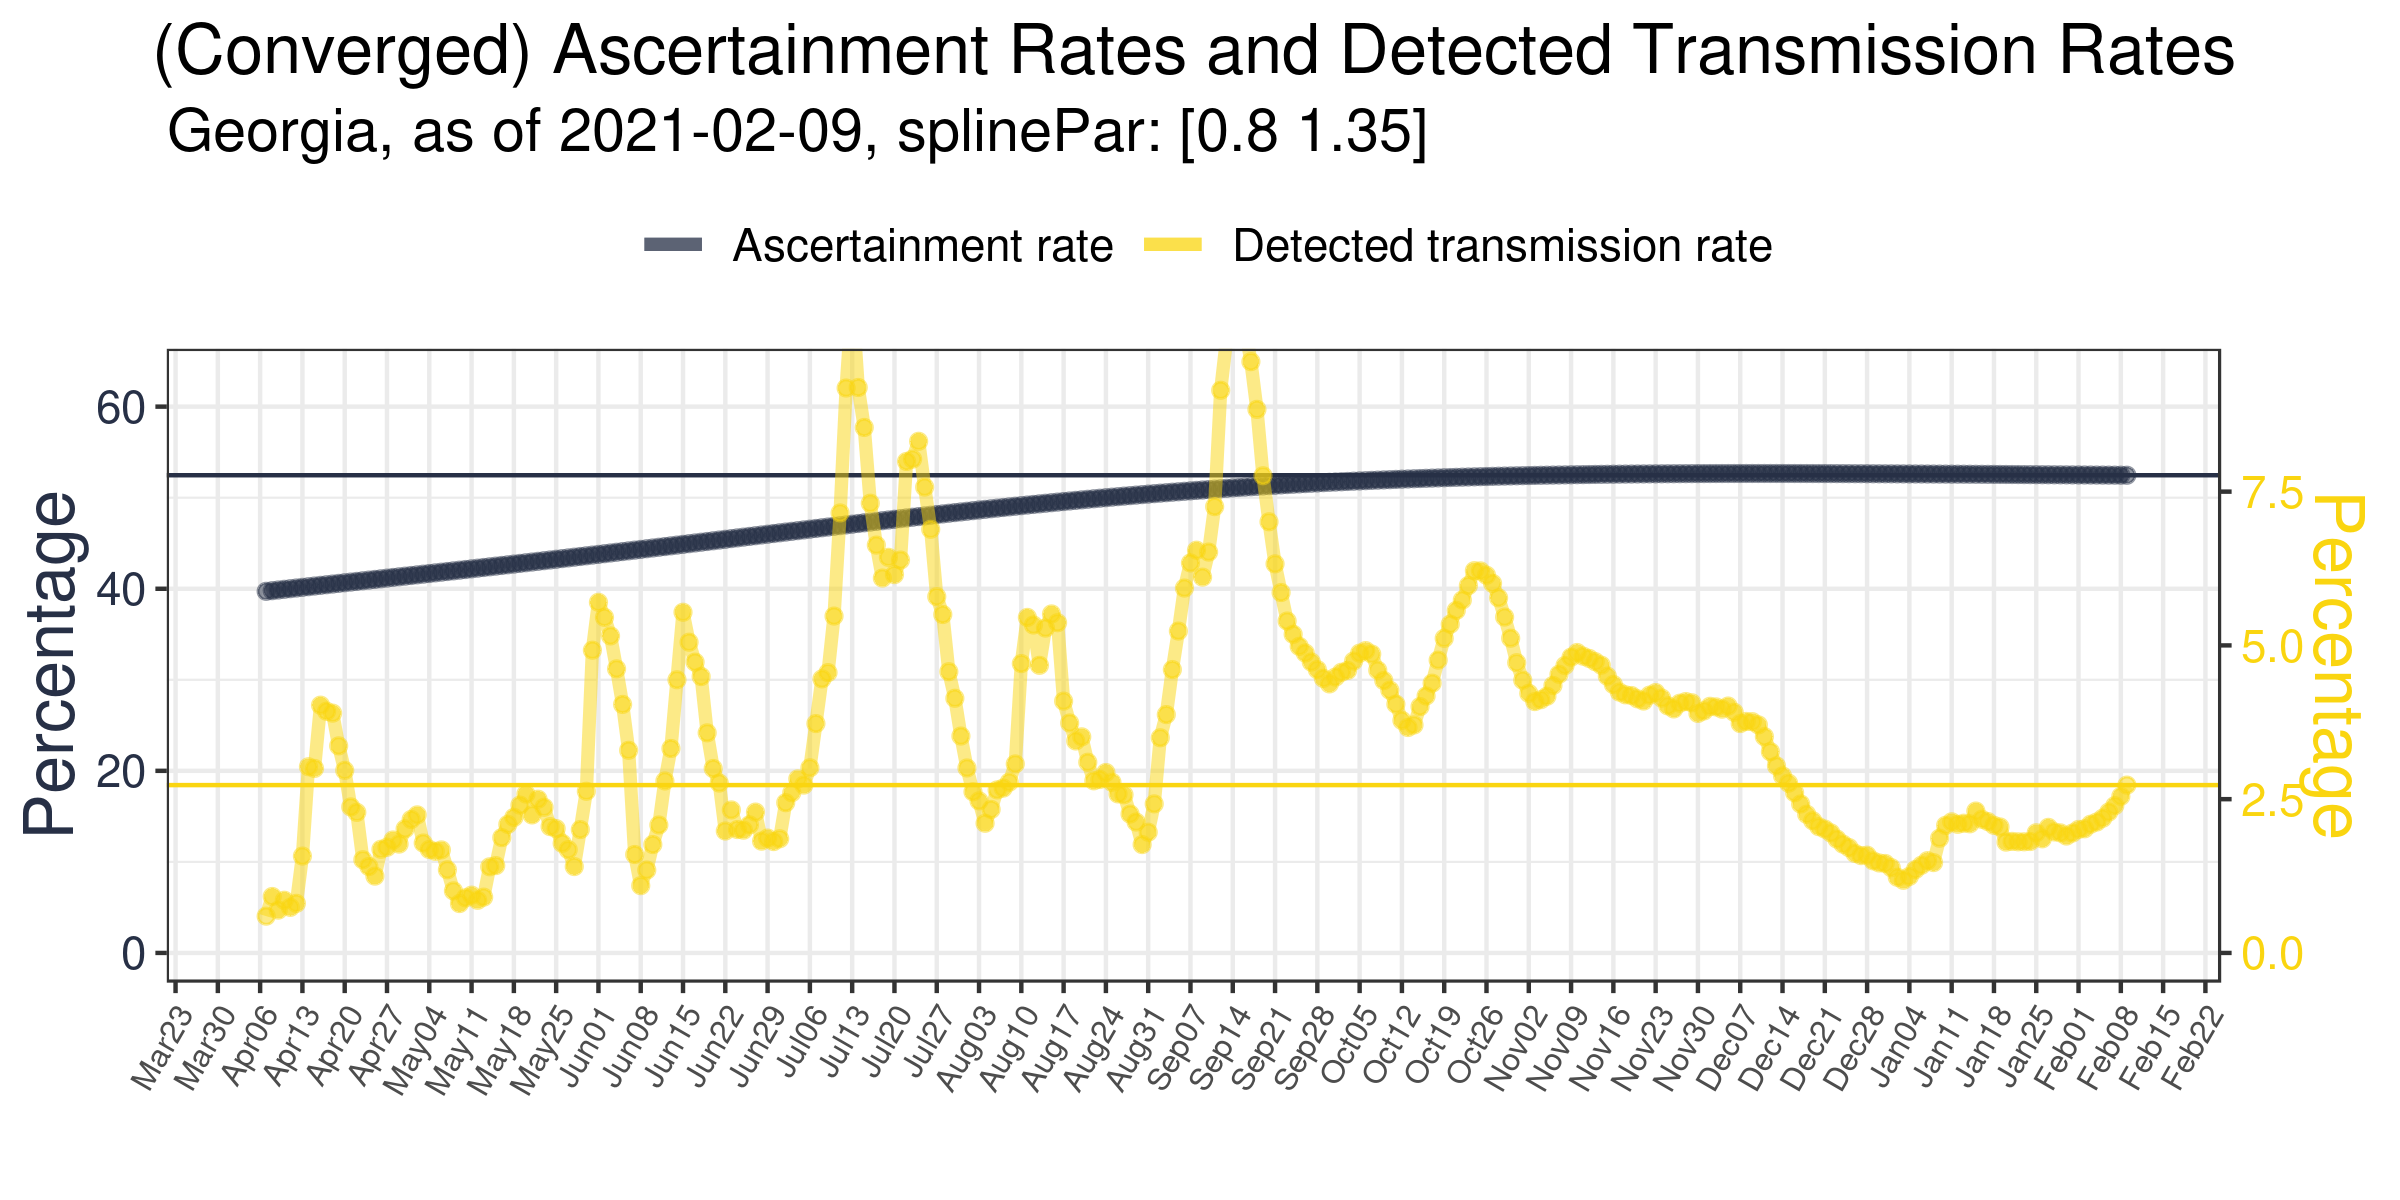 (Converged) Ascertainment Rates and Detected Transmission Rates
Georgia, as of 2021-02-09, splinePar: [0.8 1.35]
Ascertainment rate
Detected transmission rate
Percentage
60
40
20
0
7.5
5.0
2.5
0.0
Percentage
Mar23
Mar30
Apr06
Apr13
Apr20
Apr27
May04
May11
May18
May25
Jun01
Jun08
Jun15
Jun22
Jun29
Jul06
Jul13
Jul20
Jul27
Aug03
Aug10
Aug17
Aug24
Aug31
Sep07
Sep14
Sep21
Sep28
Oct05
Oct12
Oct19
Oct26
Nov02
Nov09
Nov16
Nov23
Nov30
Dec07
Dec14
Dec21
Dec28
Jan04
Jan11
Jan18
Jan25
Feb01
Feb08
Feb15
Feb22